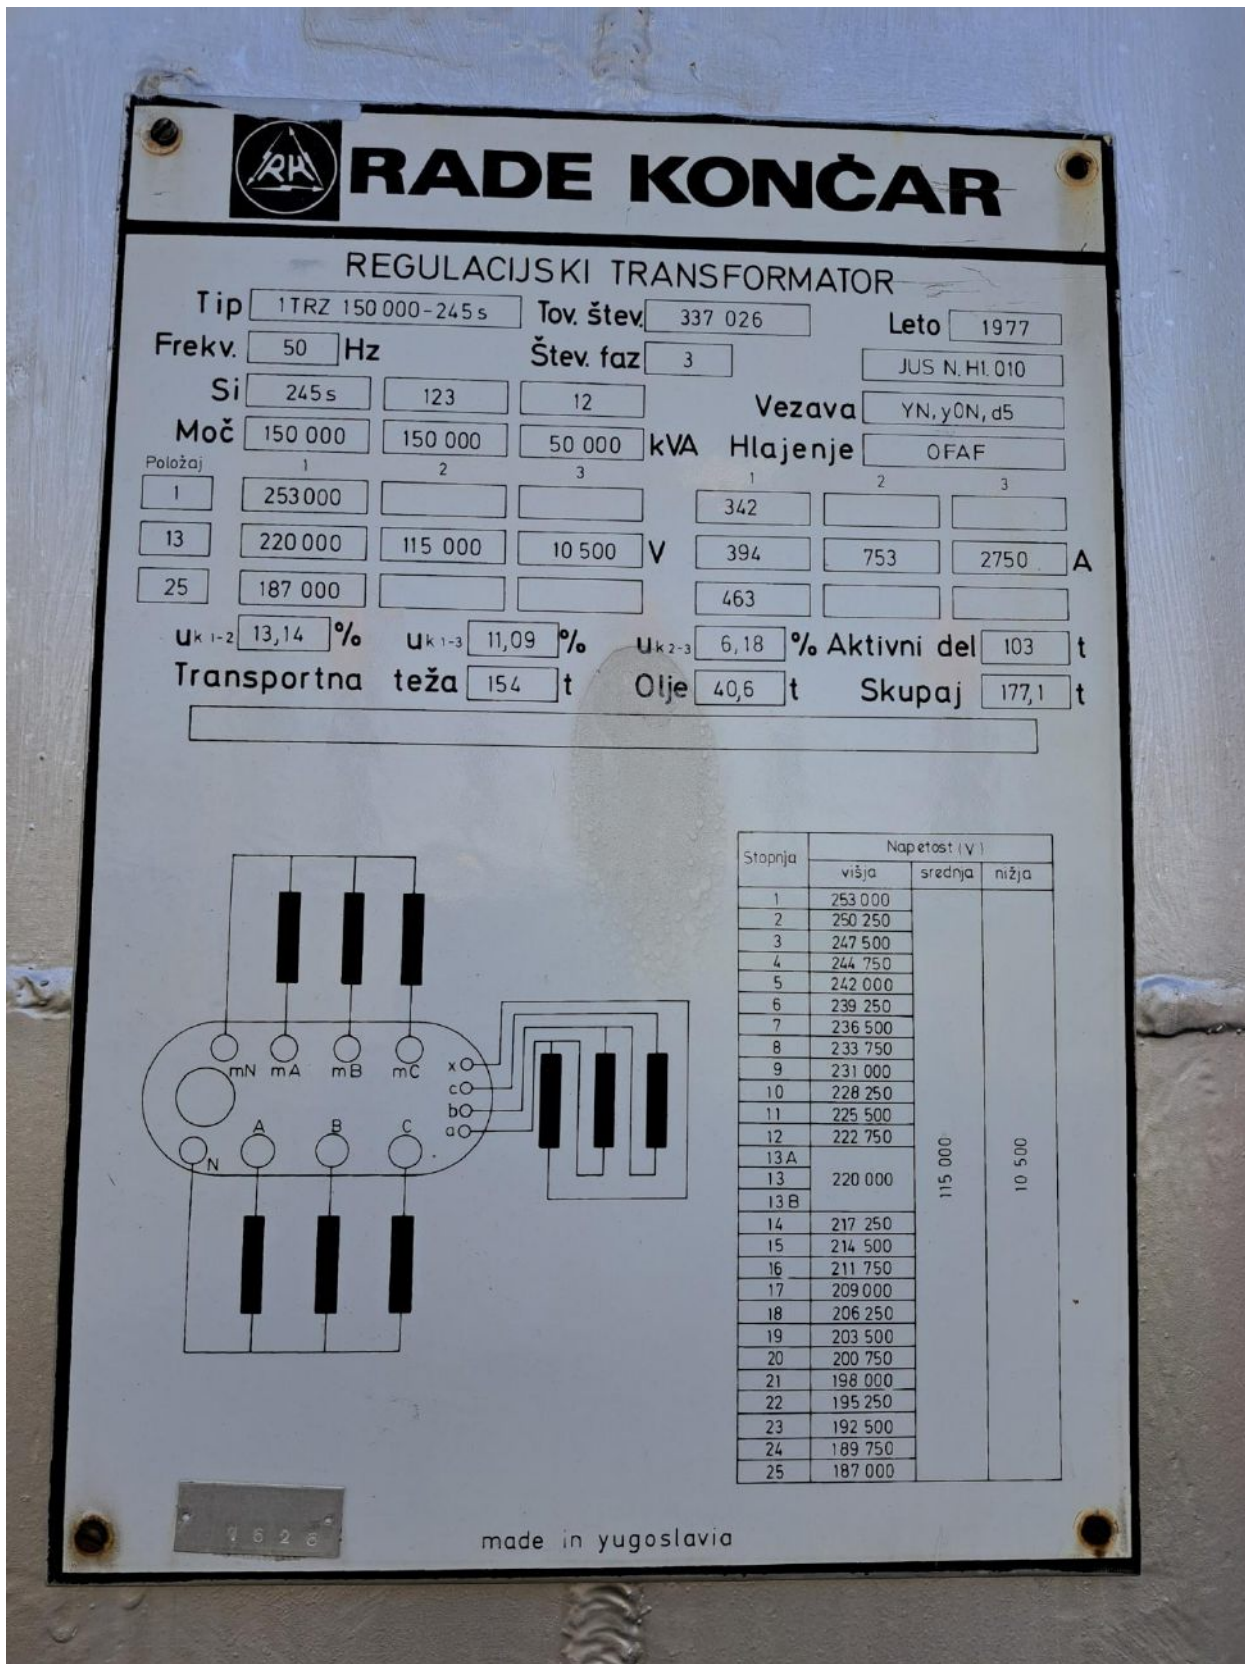 RADE KONČAR
REGULACIJSKI TRANSFORMATOR
Tip 1TRZ 150 000-245 s Tov. štev. 337 026 Leto 1977
Frekv. 50 Hz Štev. faz 3 JUS N. H1. 010
Si 245 s 123 12 Vezava YN, y0N, d5
Moč 150 000 150 000 50 000 kVA Hlajenje OFAF
Položaj 1 2 3 1 2 3
1 253 000 342
13 220 000 115 000 10 500 V 394 753 2750 A
25 187 000 463
uk 1-2 13,14 % uk 1-3 11,09 % uk 2-3 6,18 % Aktivni del 103 t
Transportna teža 154 t Olje 40,6 t Skupaj 177,1 t
mN mA mB mC
x
c
b
a
N A B C
Stopnja Napetost (V)
višja srednja nižja
1 253 000
2 250 250
3 247 500
4 244 750
5 242 000
6 239 250
7 236 500
8 233 750
9 231 000
10 228 250
11 225 500
12 222 750
13A
13 220 000 115 000 10 500
13B
14 217 250
15 214 500
16 211 750
17 209 000
18 206 250
19 203 500
20 200 750
21 198 000
22 195 250
23 192 500
24 189 750
25 187 000
made in yugoslavia